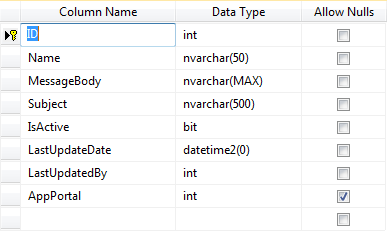 Column Name Data Type Allow Nulls
ID int
Name nvarchar(50)
MessageBody nvarchar(MAX)
Subject nvarchar(500)
IsActive bit
LastUpdateDate datetime2(0)
LastUpdatedBy int
AppPortal int